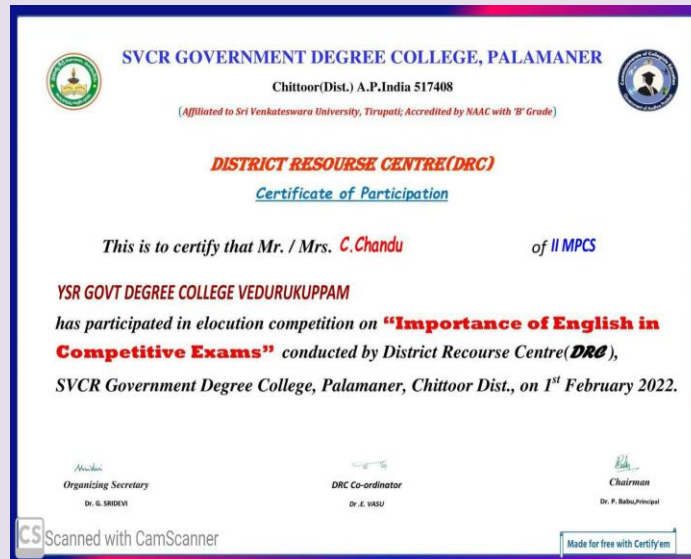 SVCR GOVERNMENT DEGREE COLLEGE, PALAMANER
Chittoor(Dist.) A.P.India 517408
(Affiliated to Sri Venkateswara University, Tirupati; Accredited by NAAC with 'B' Grade)
DISTRICT RESOURSE CENTRE(DRC)
Certificate of Participation
This is to certify that Mr. / Mrs. C.Chandu of II MPCS
YSR GOVT DEGREE COLLEGE VEDURUKUPPAM
has participated in elocution competition on “Importance of English in
Competitive Exams” conducted by District Recourse Centre(DRC),
SVCR Government Degree College, Palamaner, Chittoor Dist., on 1st February 2022.
Organizing Secretary DRC Co-ordinator Chairman
Dr. G. SRIDEVI Dr .E. VASU Dr. P. Babu,Principal
CS Scanned with CamScanner
Made for free with Certify'em